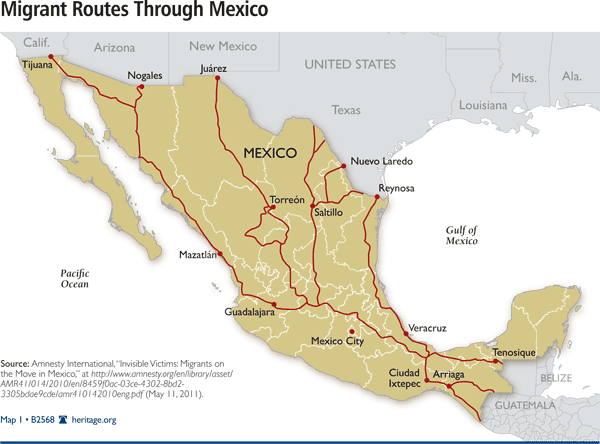 Migrant Routes Through Mexico
Calif.
Arizona
New Mexico
Tijuana
Nogales
Juárez
UNITED STATES
Miss.
Ala.
Texas
Louisiana
MEXICO
Nuevo Laredo
Reynosa
Torreón
Saltillo
Gulf of
Mexico
Mazatlán
Pacific
Ocean
Guadalajara
Mexico City
Veracruz
Tenosique
Ciudad
Ixtepec
Arriaga
BELIZE
GUATEMALA
Source: Amnesty International, “Invisible Victims: Migrants on
the Move in Mexico,” at http://www.amnesty.org/en/library/asset/
AMR41/014/2010/en/8459f0ac-03ce-4302-8bd2-
3305bdae9cde/amr410142010eng.pdf (May 11, 2011).
Map 1 • B2568 heritage.org